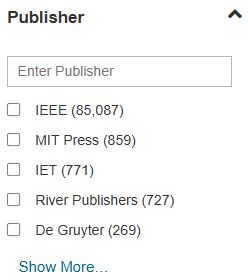 Publisher
Enter Publisher
IEEE (85,087)
MIT Press (859)
IET (771)
River Publishers (727)
De Gruyter (269)
Show More...